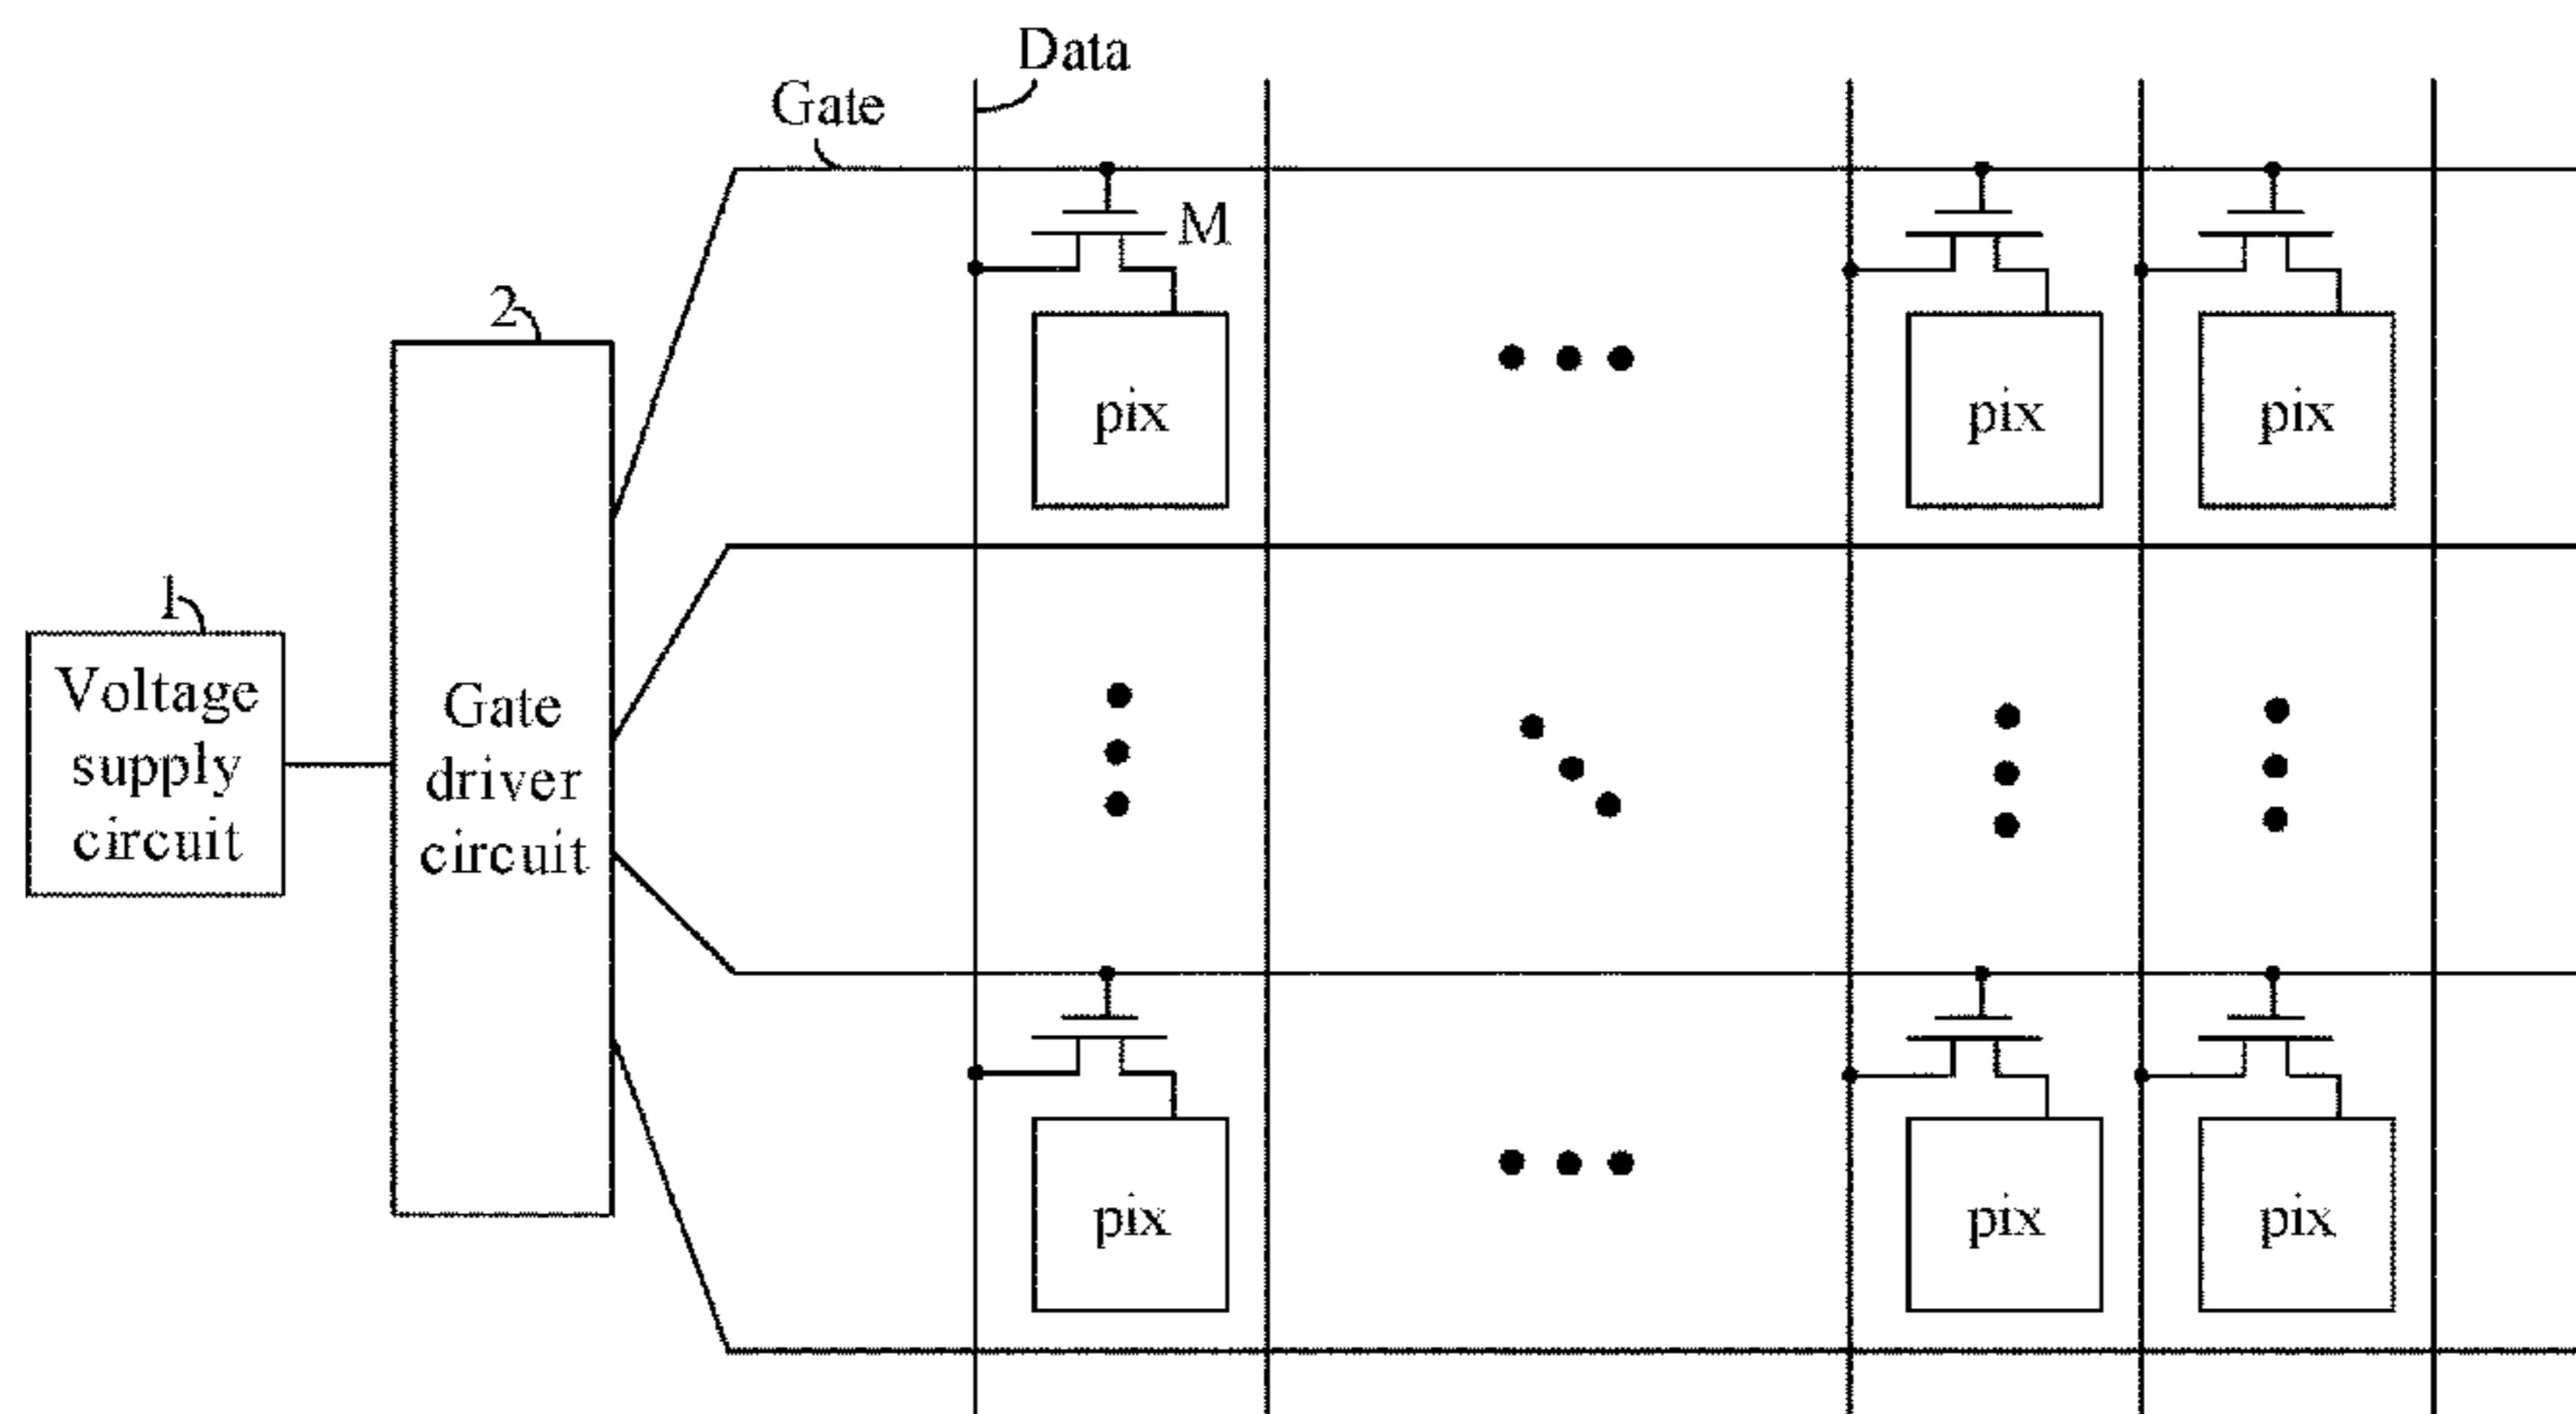 Data
Gate
M
2
pix
pix
pix
1
Voltage
supply
circuit
Gate
driver
circuit
pix
pix
pix